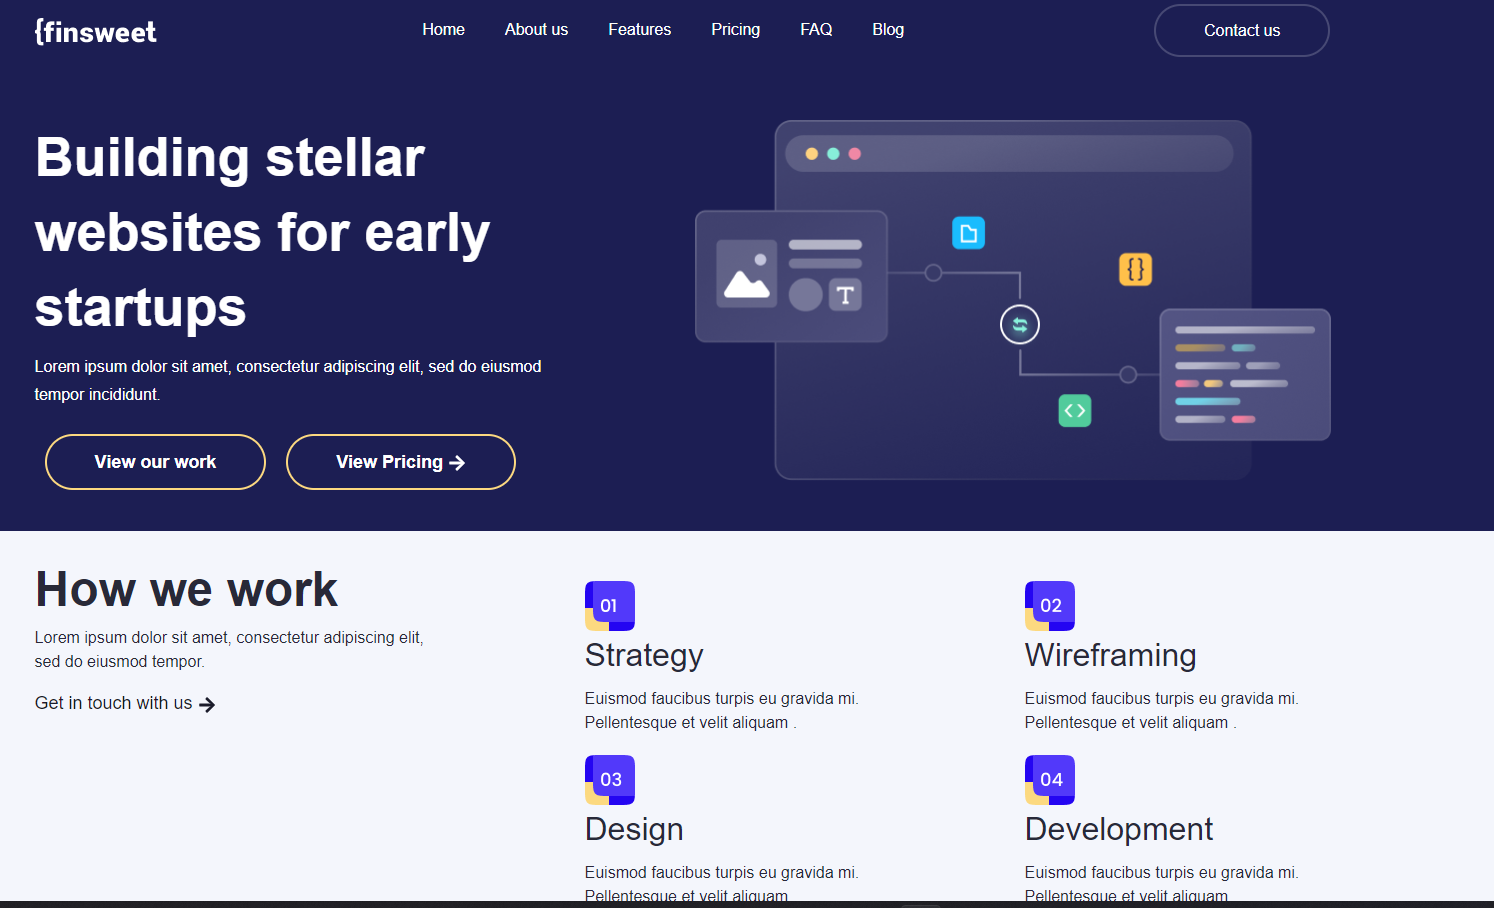 {finsweet
Home
About us
Features
Pricing
FAQ
Blog
Contact us
Building stellar
websites for early
startups
Lorem ipsum dolor sit amet, consectetur adipiscing elit, sed do eiusmod
tempor incididunt.
View our work
View Pricing
T
{}
<>
How we work
Lorem ipsum dolor sit amet, consectetur adipiscing elit,
sed do eiusmod tempor.
Get in touch with us
01
Strategy
Euismod faucibus turpis eu gravida mi.
Pellentesque et velit aliquam .
02
Wireframing
Euismod faucibus turpis eu gravida mi.
Pellentesque et velit aliquam .
03
Design
Euismod faucibus turpis eu gravida mi.
Pellentesque et velit aliquam
04
Development
Euismod faucibus turpis eu gravida mi.
Pellentesque et velit aliquam